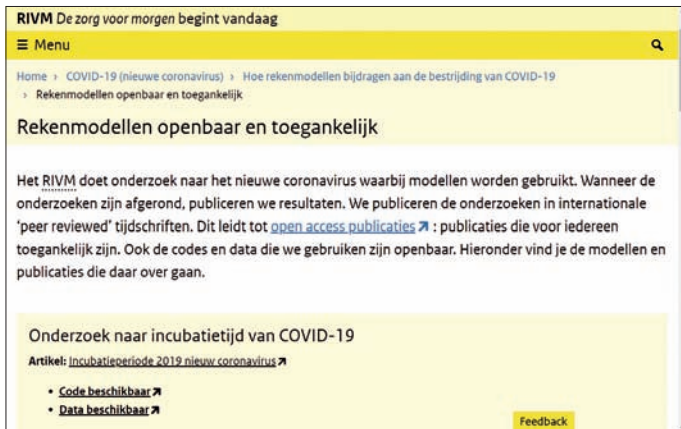 RIVM De zorg voor morgen begint vandaag
≡ Menu
Home › COVID-19 (nieuwe coronavirus) › Hoe rekenmodellen bijdragen aan de bestrijding van COVID-19
› Rekenmodellen openbaar en toegankelijk
Rekenmodellen openbaar en toegankelijk
Het RIVM doet onderzoek naar het nieuwe coronavirus waarbij modellen worden gebruikt. Wanneer de
onderzoeken zijn afgerond, publiceren we resultaten. We publiceren de onderzoeken in internationale
‘peer reviewed’ tijdschriften. Dit leidt tot open access publicaties : publicaties die voor iedereen
toegankelijk zijn. Ook de codes en data die we gebruiken zijn openbaar. Hieronder vind je de modellen en
publicaties die daar over gaan.
Onderzoek naar incubatietijd van COVID-19
Artikel: Incubatieperiode 2019 nieuw coronavirus
• Code beschikbaar
• Data beschikbaar
Feedback